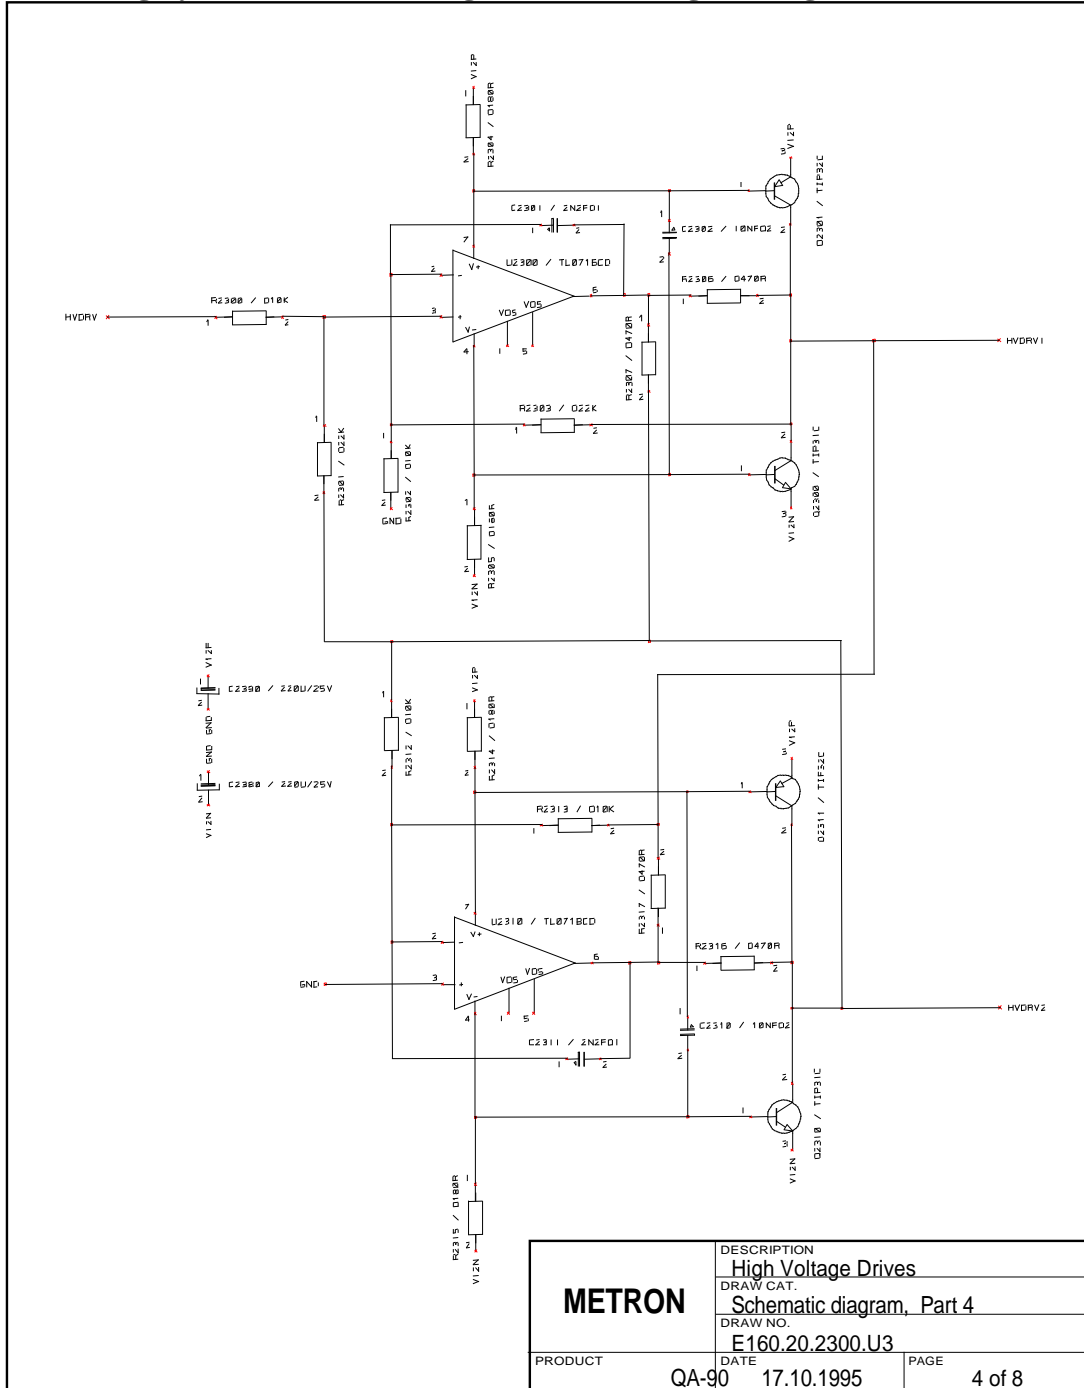 V12P
R2304 / 0180R
V12P
Q2301 / TIP32C
C2301 / 2N2F01
C2302 / 10NF02
U2300 / TL071BCD
V+
V-
VOS
VOS
R2306 / 0470R
R2300 / 010K
HVDRV
HVDRV1
R2307 / 0470R
R2303 / 022K
R2301 / 022K
R2302 / 010K
GND
R2305 / 0160R
V12N
Q2300 / TIP31C
V12N
V12P
C2390 / 220U/25V
GND
GND
C2380 / 220U/25V
V12N
R2312 / 010K
V12P
R2314 / 0180R
V12P
Q2311 / TIP32C
R2313 / 010K
R2317 / 0470R
U2310 / TL071BCD
V+
V-
VOS
VOS
R2316 / 0470R
GND
HVDRV2
C2310 / 10NF02
C2311 / 2N2F01
Q2310 / TIP31C
V12N
R2315 / 0180R
V12N
METRON
DESCRIPTION
High Voltage Drives
DRAW CAT.
Schematic diagram, Part 4
DRAW NO.
E160.20.2300.U3
PRODUCT
QA-90
DATE
17.10.1995
PAGE
4 of 8